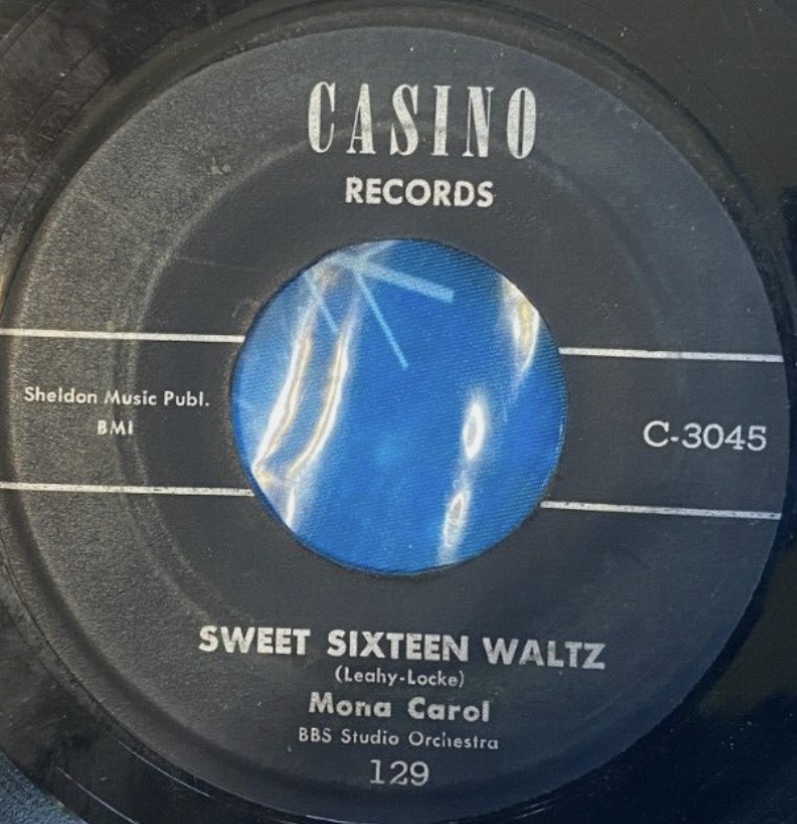 CASINO
RECORDS
Sheldon Music Publ.
BMI
C-3045
SWEET SIXTEEN WALTZ
(Leahy-Locke)
Mona Carol
BBS Studio Orchestra
129